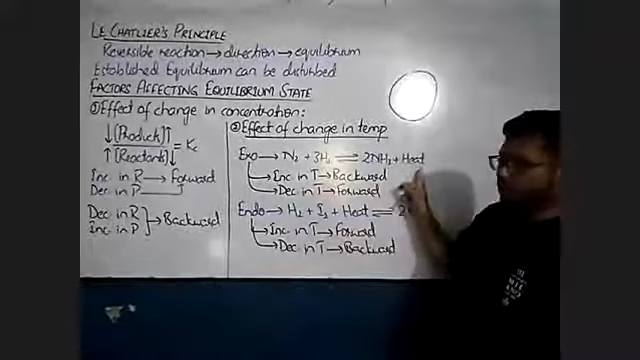 LE CHATLIER'S PRINCIPLE
Reversible reaction → direction → equilibrium
Established Equilibrium can be disturbed
FACTORS AFFECTING EQUILIBRIUM STATE
① Effect of change in concentration:
↓[Product]↑ / ↑[Reactant]↓ = Kc
Inc in R → Forward
Dec in P
Dec in R
Inc in P → Backward
② Effect of change in temp
Exo → N₂ + 3H₂ ⇌ 2NH₃ + Heat
→ Inc in T → Backward
→ Dec in T → Forward
Endo → H₂ + I₂ + Heat ⇌ 2
→ Inc in T → Forward
→ Dec in T → Backward